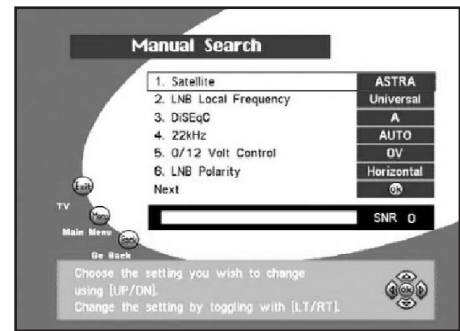 Manual Search
1. Satellite ASTRA
2. LNB Local Frequency Universal
3. DiSEqC A
4. 22kHz AUTO
5. 0/12 Volt Control 0V
6. LNB Polarity Horizontal
Next ok
SNR 0
Exit
TV
Menu
Main Menu
Back
Go Back
Choose the setting you wish to change
using [UP/DN].
Change the setting by toggling with [LT/RT].
ok